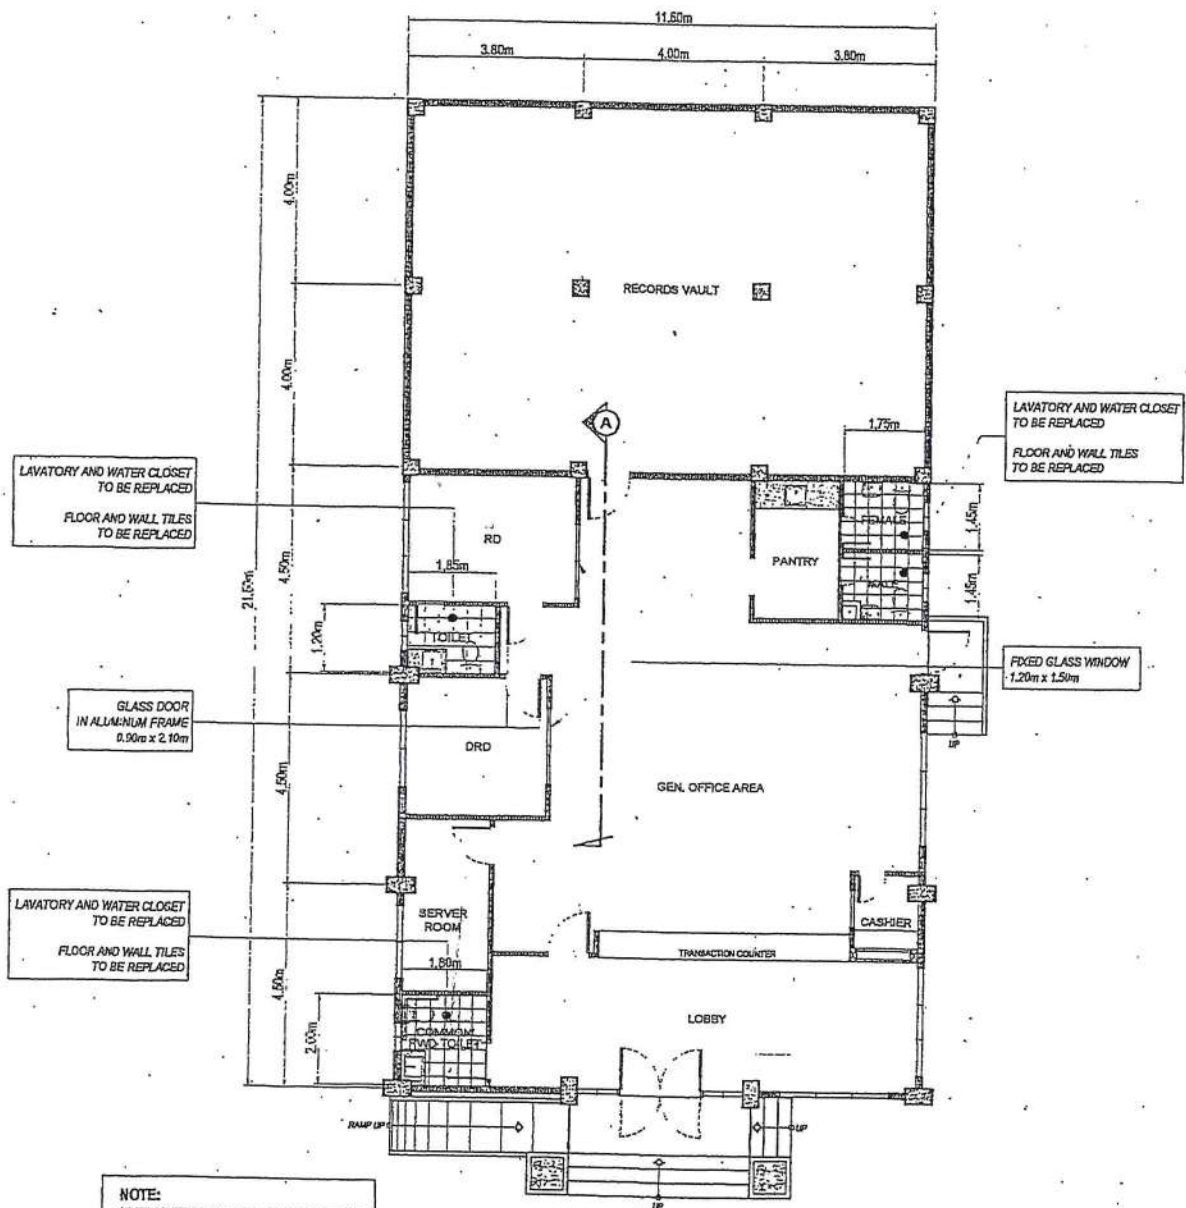 11.60m
3.80m
4.00m
3.80m
4.00m
RECORDS VAULT
4.00m
A
1.75m
LAVATORY AND WATER CLOSET
TO BE REPLACED
FLOOR AND WALL TILES
TO BE REPLACED
LAVATORY AND WATER CLOSET
TO BE REPLACED
FLOOR AND WALL TILES
TO BE REPLACED
RD
FEMALE
1.45m
PANTRY
MALE
1.45m
1.85m
21.60m
4.50m
1.20m
TOILET
FIXED GLASS WINDOW
1.20m x 1.50m
GLASS DOOR
IN ALUMINUM FRAME
0.90m x 2.10m
DRD
UP
4.50m
GEN. OFFICE AREA
LAVATORY AND WATER CLOSET
TO BE REPLACED
FLOOR AND WALL TILES
TO BE REPLACED
SERVER
ROOM
CASHIER
TRANSACTION COUNTER
1.80m
4.50m
LOBBY
2.00m
COMMON
PWD TOILET
RAMP UP
UP
UP
NOTE: